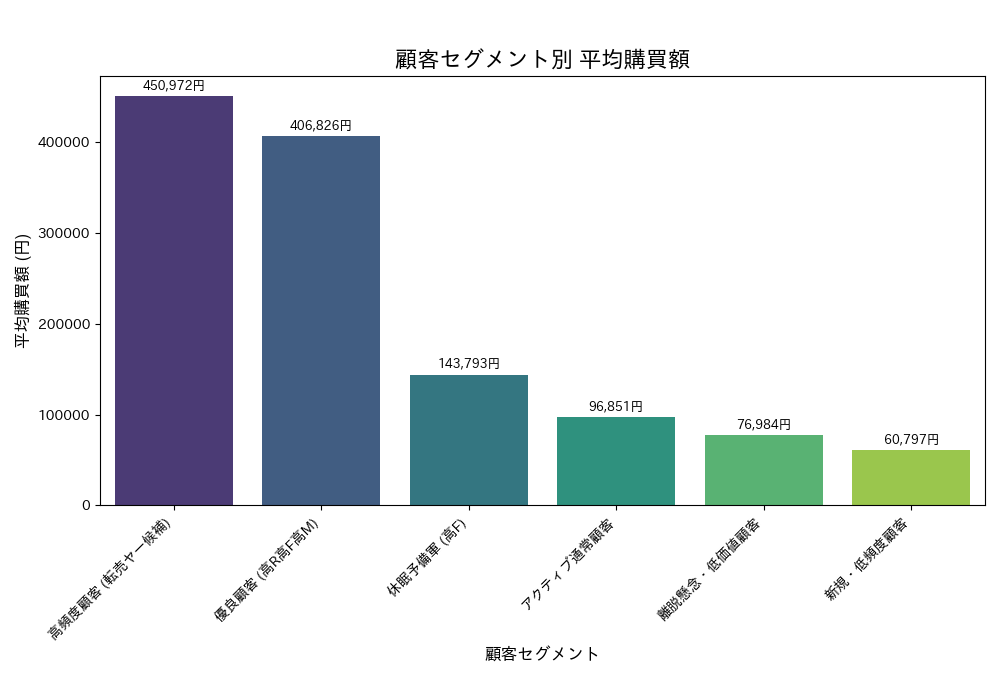 顧客セグメント別 平均購買額
平均購買額 (円)
400000
300000
200000
100000
0
450,972円
406,826円
143,793円
96,851円
76,984円
60,797円
高頻度顧客 (転売ヤー候補)
優良顧客 (高R高F高M)
休眠予備軍 (高F)
アクティブ通常顧客
離脱懸念・低価値顧客
新規・低頻度顧客
顧客セグメント